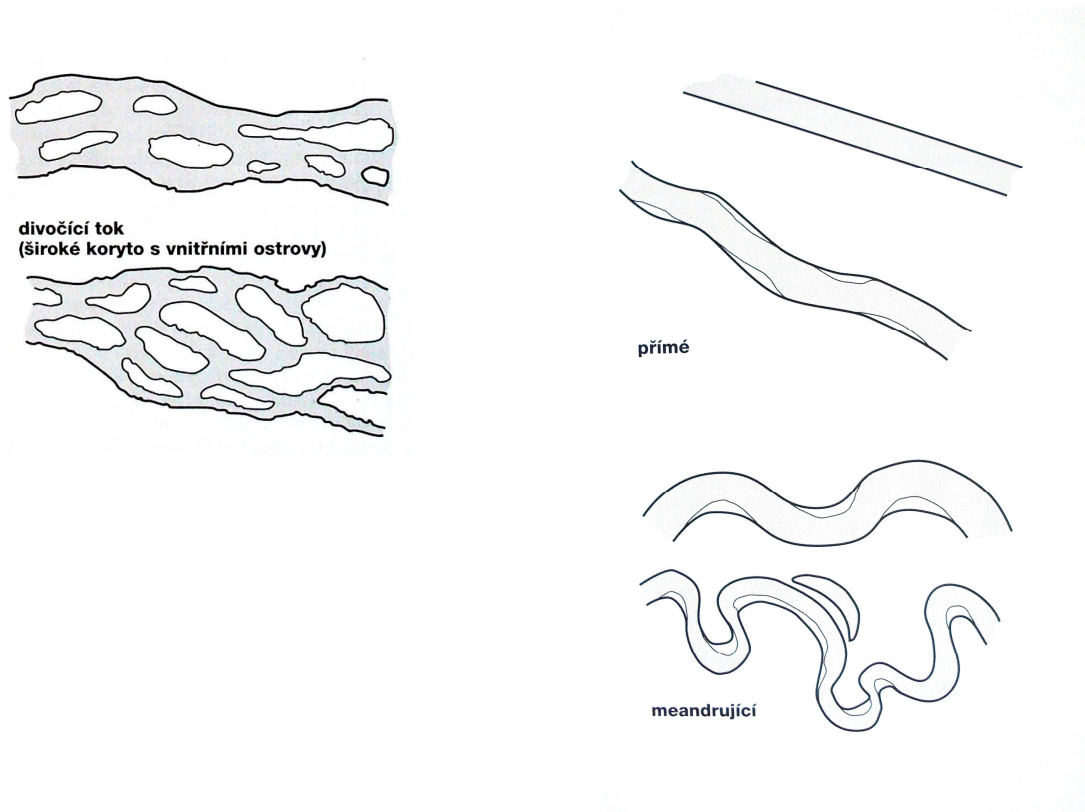 divočící tok
(široké koryto s vnitřními ostrovy)
přímé
meandrující